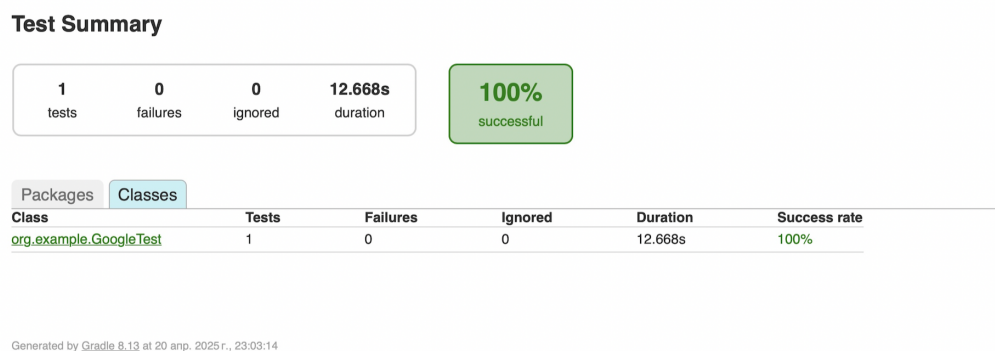 Test Summary
1 0 0 12.668s
tests failures ignored duration
100%
successful
Packages Classes
Class Tests Failures Ignored Duration Success rate
org.example.GoogleTest 1 0 0 12.668s 100%
Generated by Gradle 8.13 at 20 апр. 2025 г., 23:03:14